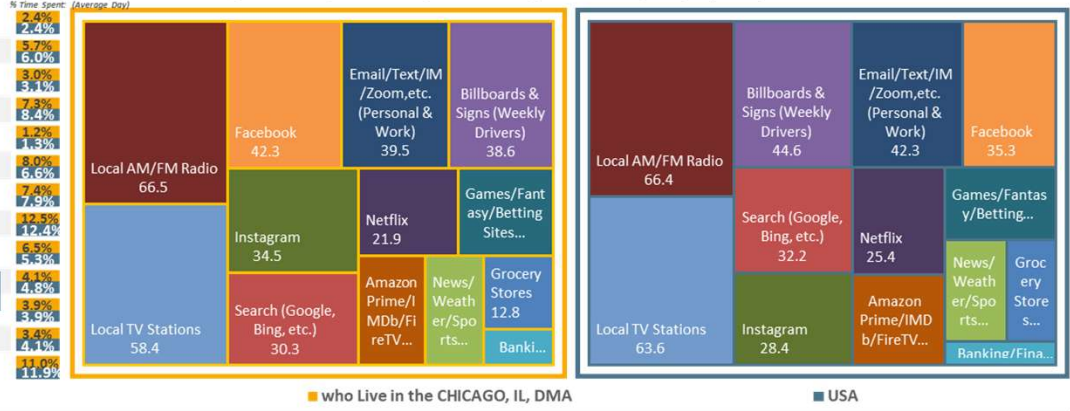 % Time Spent: (Average Day)
2.4%
2.4%
5.7%
6.0%
3.0%
3.1%
7.3%
8.4%
1.2%
1.3%
8.0%
6.6%
7.4%
7.9%
12.5%
12.4%
6.5%
5.3%
4.1%
4.8%
3.9%
3.9%
3.4%
4.1%
11.0%
11.9%
Local AM/FM Radio
66.5
Local TV Stations
58.4
Facebook
42.3
Email/Text/IM
/Zoom,etc.
(Personal &
Work)
39.5
Billboards &
Signs (Weekly
Drivers)
38.6
Instagram
34.5
Search (Google,
Bing, etc.)
30.3
Netflix
21.9
Games/Fant
asy/Betting
Sites...
Amazon
Prime/I
MDb/Fi
reTV...
News/
Weath
er/Spo
rts...
Grocery
Stores
12.8
Banki...
Local AM/FM Radio
66.4
Local TV Stations
63.6
Billboards &
Signs (Weekly
Drivers)
44.6
Email/Text/IM
/Zoom,etc.
(Personal &
Work)
42.3
Facebook
35.3
Search (Google,
Bing, etc.)
32.2
Instagram
28.4
Netflix
25.4
Games/Fantas
y/Betting...
Amazon
Prime/IMD
b/FireTV...
News/
Weath
er/Spo
rts...
Groc
ery
Store
s...
Banking/Fina...
who Live in the CHICAGO, IL, DMA
USA